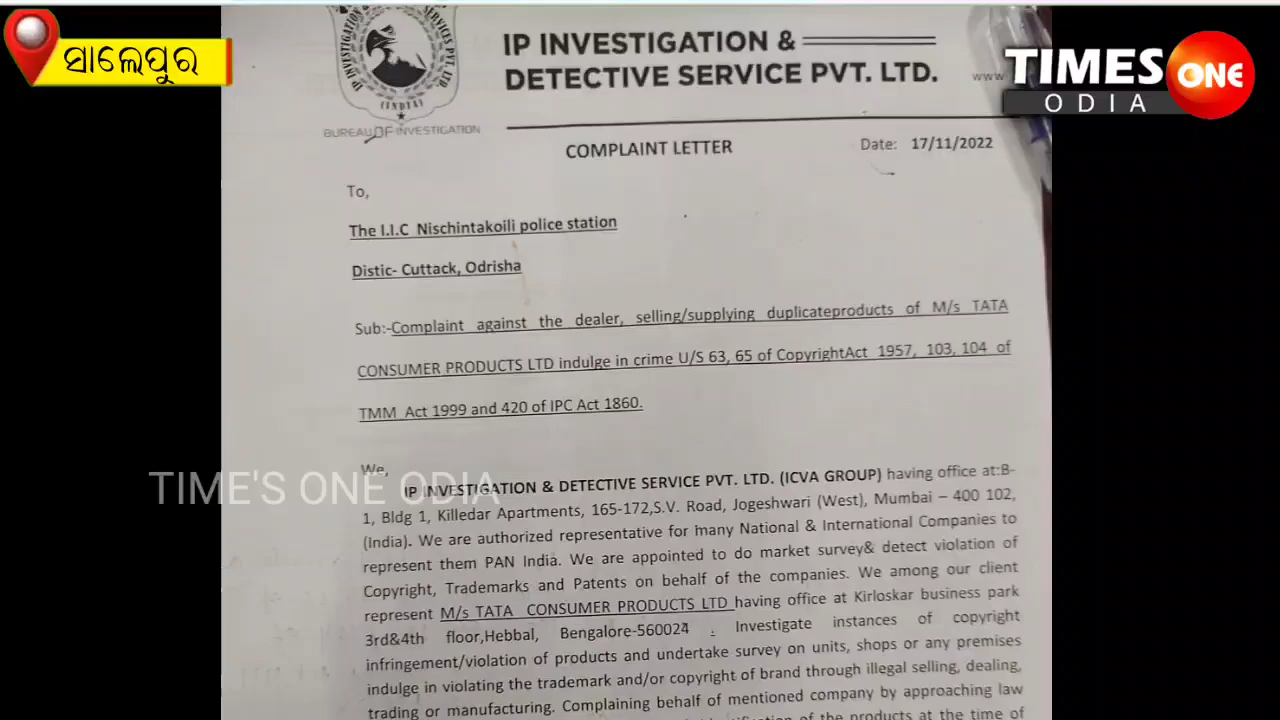 ସାଲେପୁର
TIMES ONE
ODIA
www
IP INVESTIGATION &
DETECTIVE SERVICE PVT. LTD.
(INDIA)
BUREAU OF INVESTIGATION
COMPLAINT LETTER
Date: 17/11/2022
To,
The I.I.C Nischintakoili police station
Distic- Cuttack, Odrisha
Sub:-Complaint against the dealer, selling/supplying duplicateproducts of M/s TATA
CONSUMER PRODUCTS LTD indulge in crime U/S 63, 65 of CopyrightAct 1957, 103, 104 of
TMM Act 1999 and 420 of IPC Act 1860.
We,
TIME'S ONE ODIA
IP INVESTIGATION & DETECTIVE SERVICE PVT. LTD. (ICVA GROUP) having office at:B-
1, Bldg 1, Killedar Apartments, 165-172,S.V. Road, Jogeshwari (West), Mumbai – 400 102,
(India). We are authorized representative for many National & International Companies to
represent them PAN India. We are appointed to do market survey& detect violation of
Copyright, Trademarks and Patents on behalf of the companies. We among our client
represent M/s TATA CONSUMER PRODUCTS LTD having office at Kirloskar business park
3rd&4th floor,Hebbal, Bengalore-560024 . Investigate instances of copyright
infringement/violation of products and undertake survey on units, shops or any premises
indulge in violating the trademark and/or copyright of brand through illegal selling, dealing,
trading or manufacturing. Complaining behalf of mentioned company by approaching law
of the products at the time of